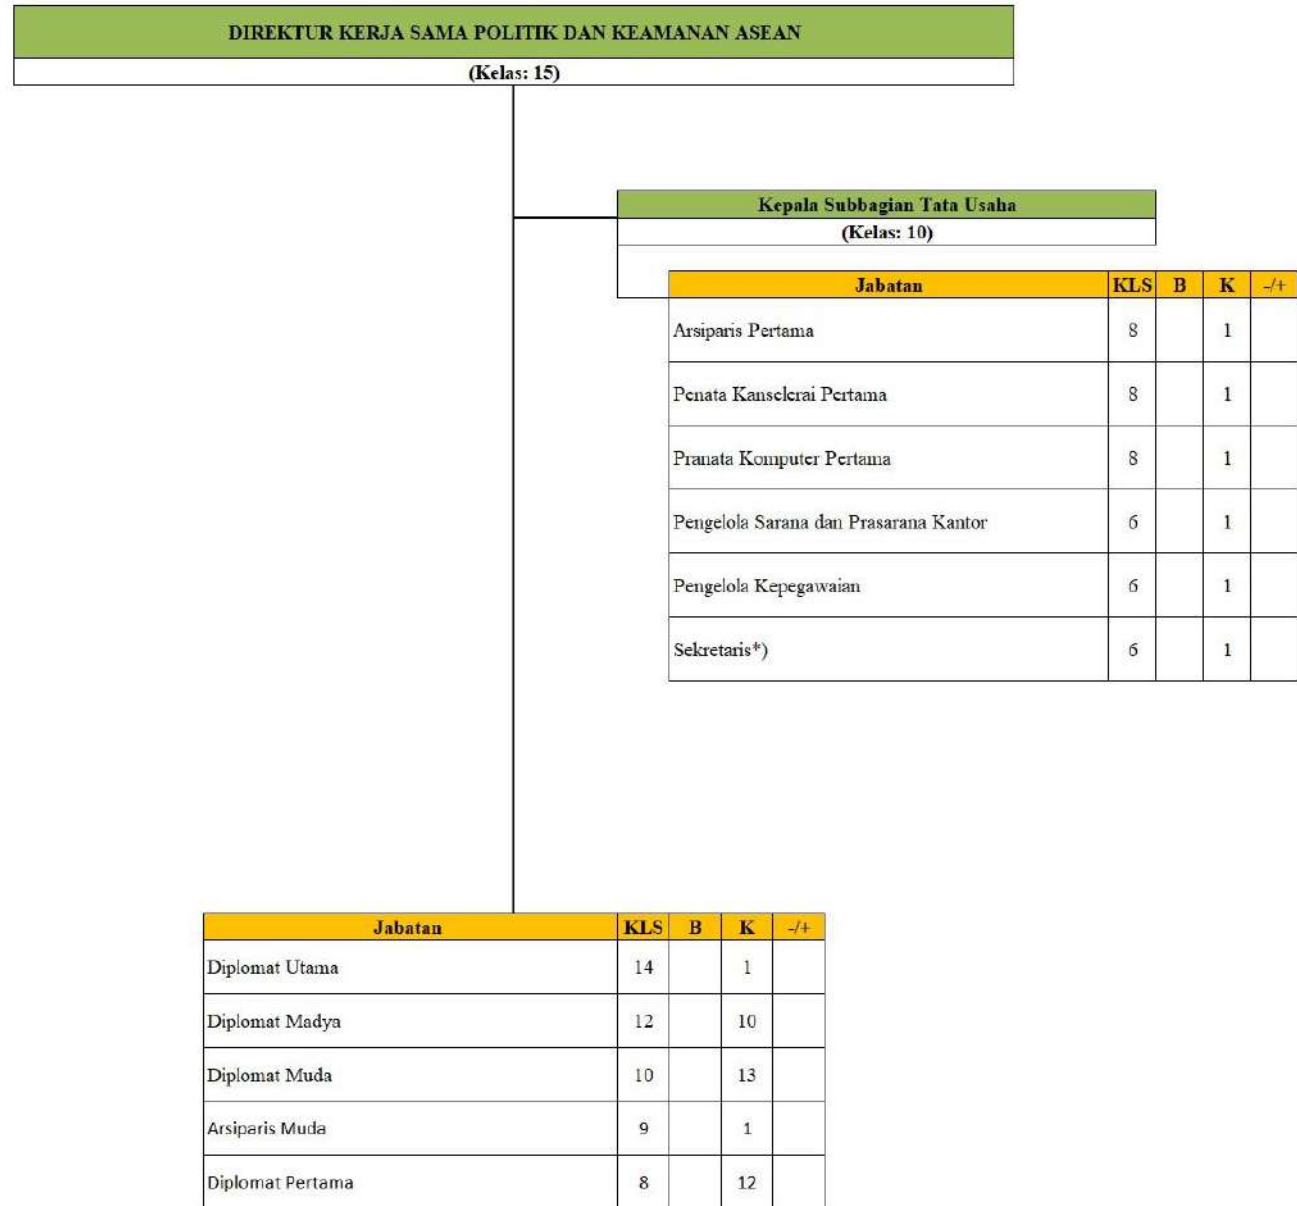 DIREKTUR KERJA SAMA POLITIK DAN KEAMANAN ASEAN
(Kelas: 15)
Kepala Subbagian Tata Usaha
(Kelas: 10)
Jabatan KLS B K -/+
Arsiparis Pertama 8 1
Penata Kanselerai Pertama 8 1
Pranata Komputer Pertama 8 1
Pengelola Sarana dan Prasarana Kantor 6 1
Pengelola Kepegawaian 6 1
Sekretaris*) 6 1
Jabatan KLS B K -/+
Diplomat Utama 14 1
Diplomat Madya 12 10
Diplomat Muda 10 13
Arsiparis Muda 9 1
Diplomat Pertama 8 12